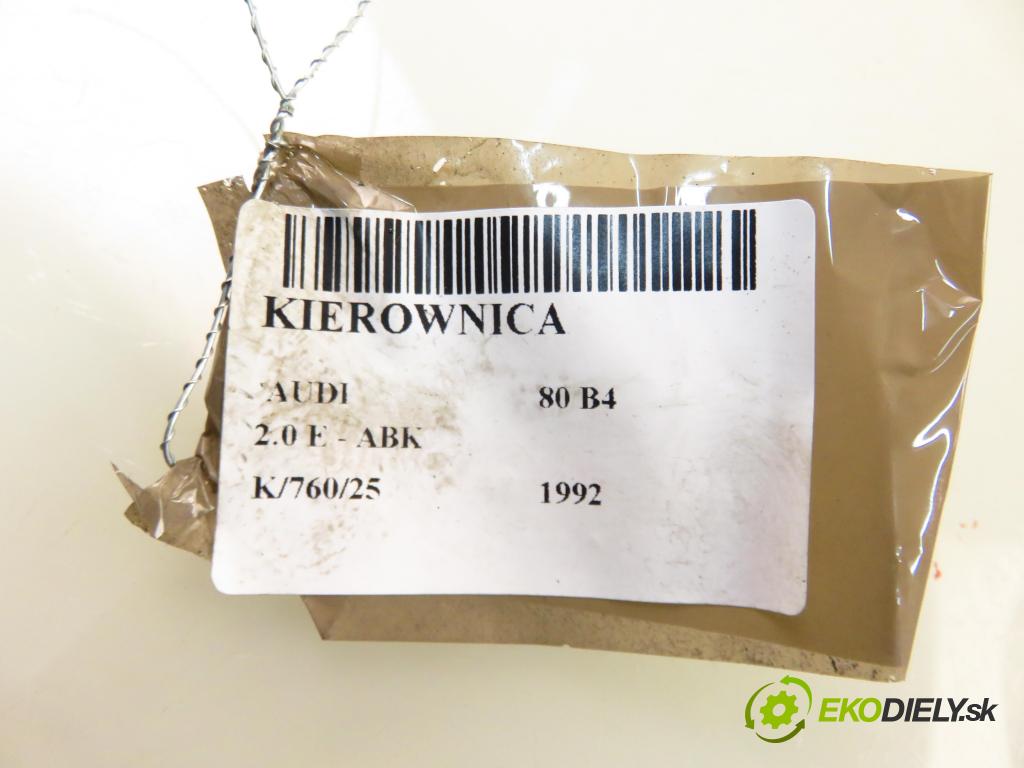 KIEROWNICA
AUDI 80 B4
2.0 E - ABK
K/760/25 1992
EKODIELY.sk